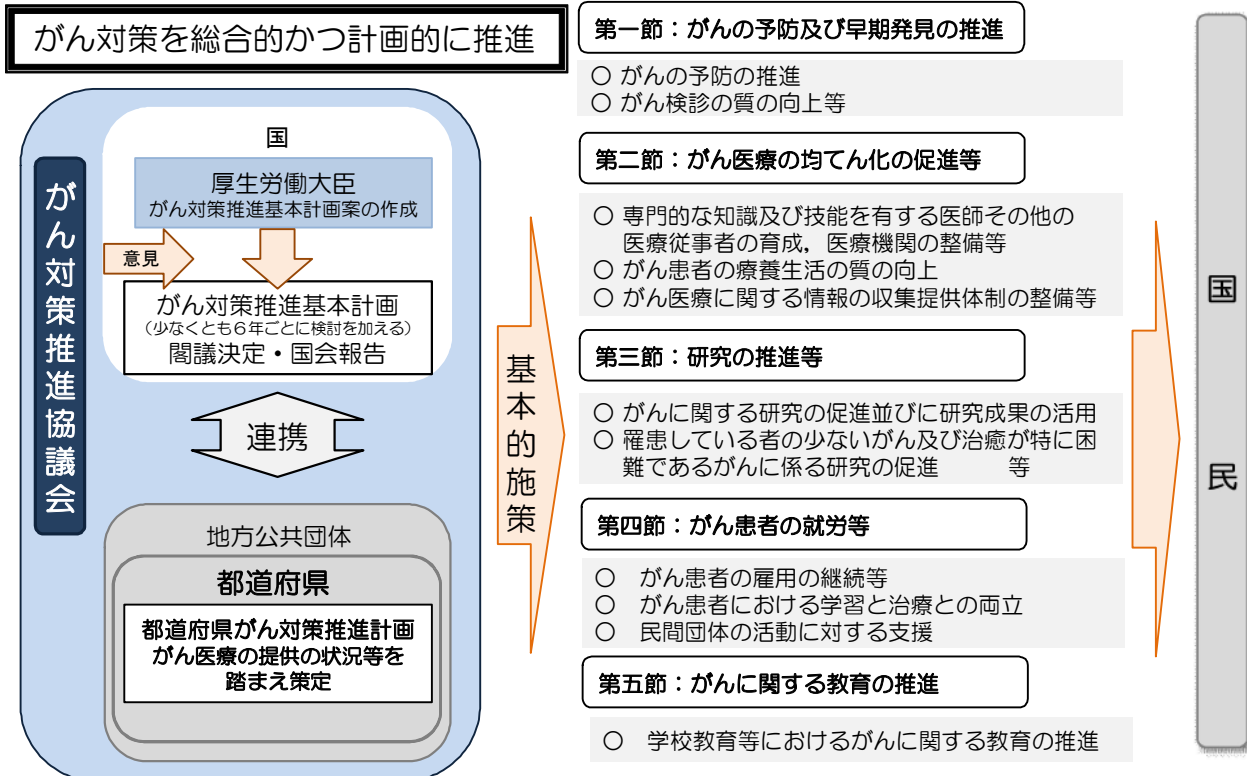 がん対策を総合的かつ計画的に推進
がん対策推進協議会
国
厚生労働大臣
がん対策推進基本計画案の作成
意見
がん対策推進基本計画
（少なくとも６年ごとに検討を加える）
閣議決定・国会報告
連携
地方公共団体
都道府県
都道府県がん対策推進計画
がん医療の提供の状況等を
踏まえ策定
基本的施策
第一節：がんの予防及び早期発見の推進
○ がんの予防の推進
○ がん検診の質の向上等
第二節：がん医療の均てん化の促進等
○ 専門的な知識及び技能を有する医師その他の
医療従事者の育成，医療機関の整備等
○ がん患者の療養生活の質の向上
○ がん医療に関する情報の収集提供体制の整備等
第三節：研究の推進等
○ がんに関する研究の促進並びに研究成果の活用
○ 罹患している者の少ないがん及び治癒が特に困
難であるがんに係る研究の促進　　　等
第四節：がん患者の就労等
○　がん患者の雇用の継続等
○　がん患者における学習と治療との両立
○　民間団体の活動に対する支援
第五節：がんに関する教育の推進
○　学校教育等におけるがんに関する教育の推進
国民